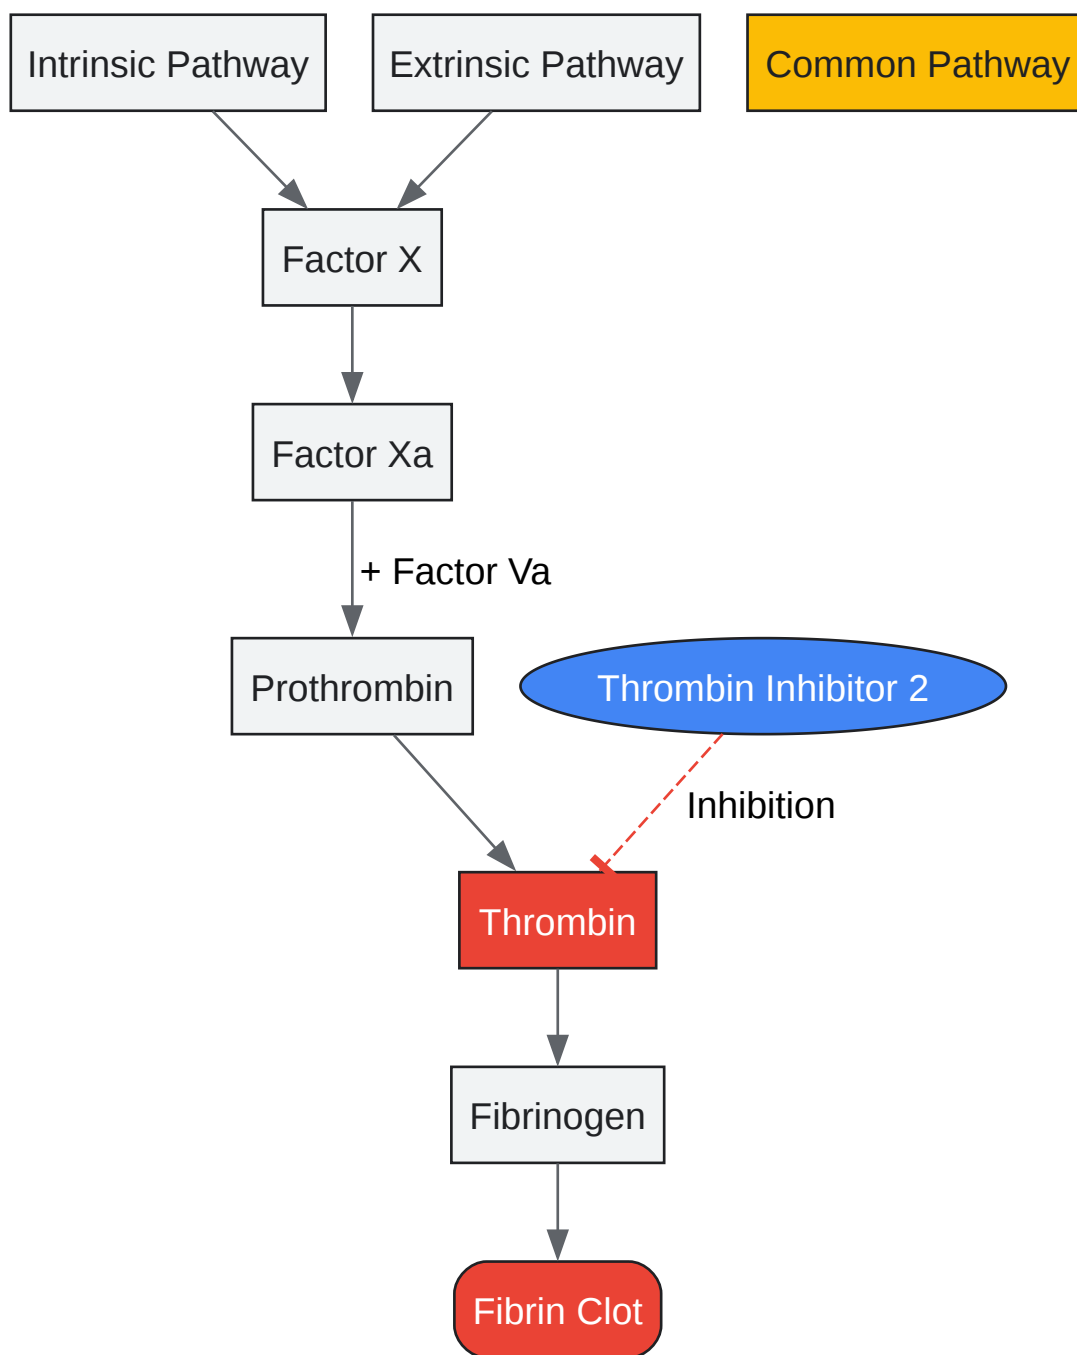 Intrinsic Pathway
Extrinsic Pathway
Common Pathway
Factor X
Factor Xa
+ Factor Va
Prothrombin
Thrombin Inhibitor 2
Inhibition
Thrombin
Fibrinogen
Fibrin Clot